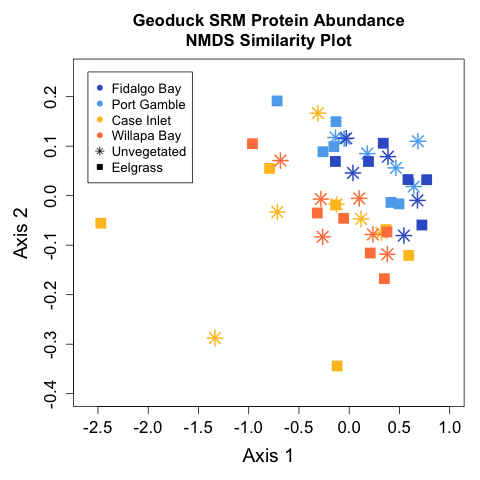 Geoduck SRM Protein Abundance
NMDS Similarity Plot
Fidalgo Bay
Port Gamble
Case Inlet
Willapa Bay
Unvegetated
Eelgrass
Axis 2
0.2
0.1
0.0
-0.1
-0.2
-0.3
-0.4
-2.5 -2.0 -1.5 -1.0 -0.5 0.0 0.5 1.0
Axis 1